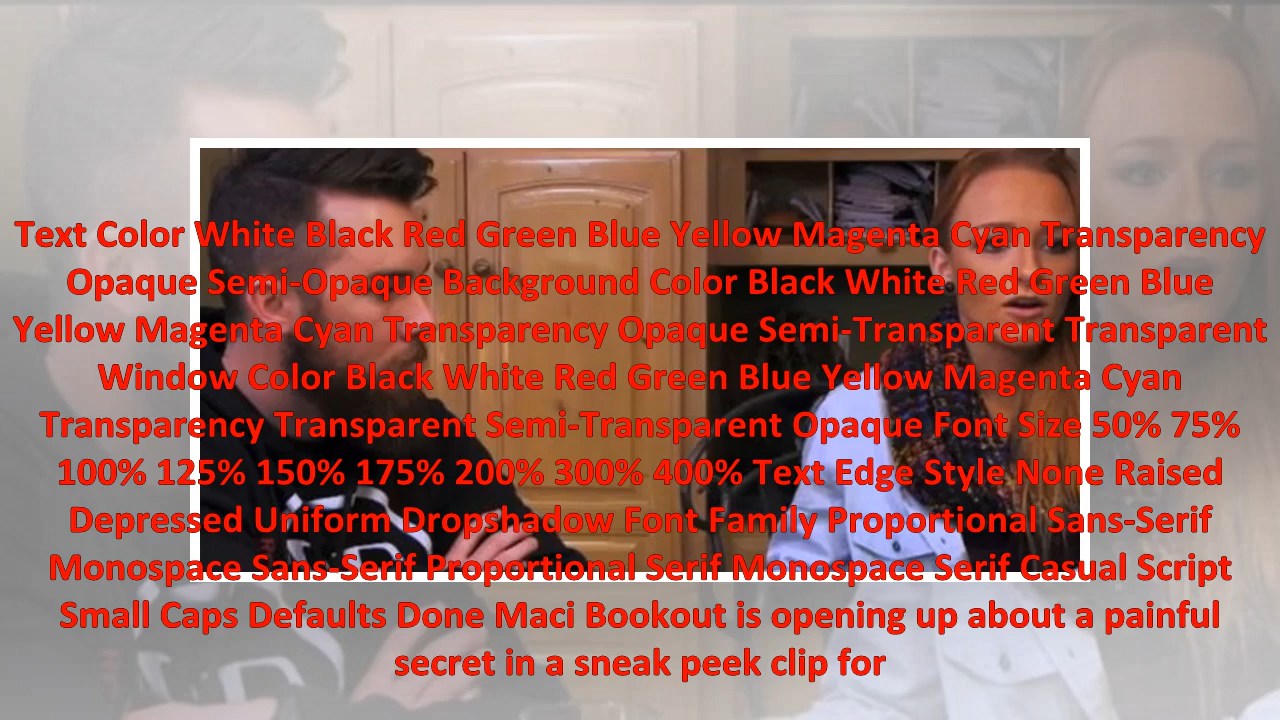 Text Color White Black Red Green Blue Yellow Magenta Cyan Transparency
Opaque Semi-Opaque Background Color Black White Red Green Blue
Yellow Magenta Cyan Transparency Opaque Semi-Transparent Transparent
Window Color Black White Red Green Blue Yellow Magenta Cyan
Transparency Transparent Semi-Transparent Opaque Font Size 50% 75%
100% 125% 150% 175% 200% 300% 400% Text Edge Style None Raised
Depressed Uniform Dropshadow Font Family Proportional Sans-Serif
Monospace Sans-Serif Proportional Serif Monospace Serif Casual Script
Small Caps Defaults Done Maci Bookout is opening up about a painful
secret in a sneak peek clip for